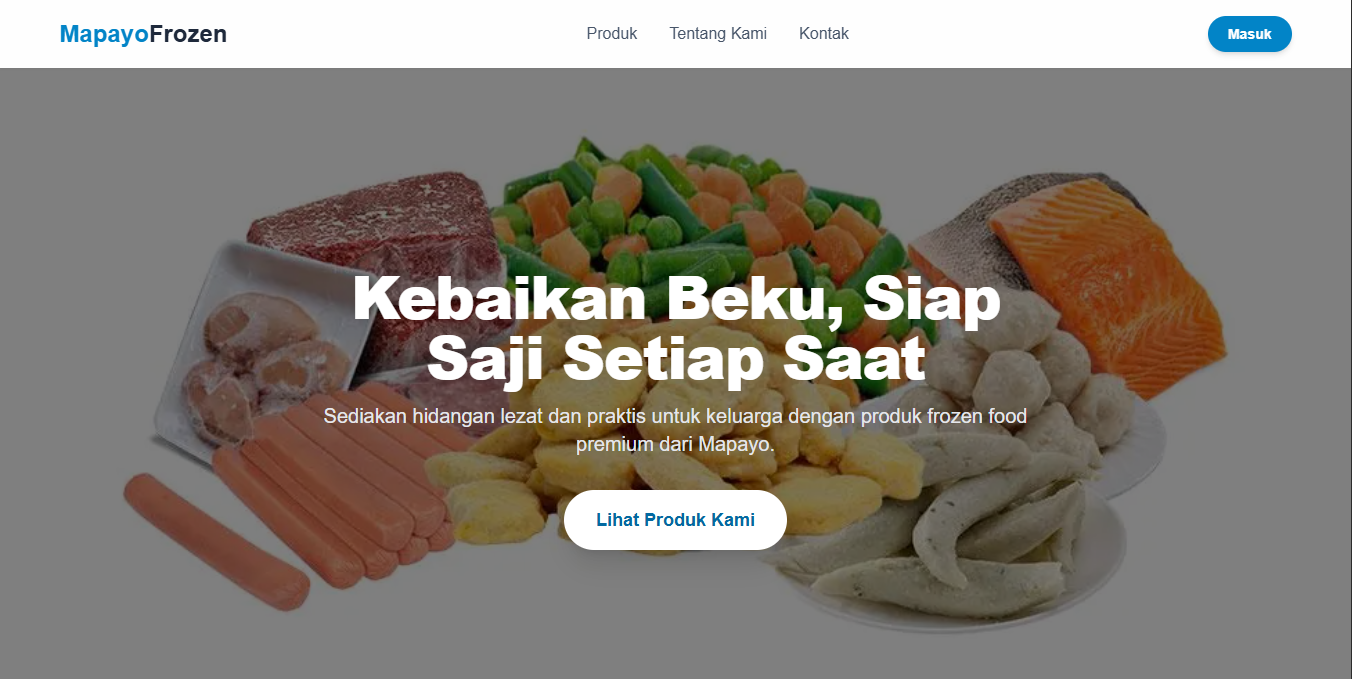 MapayoFrozen
Produk
Tentang Kami
Kontak
Masuk
Kebaikan Beku, Siap
Saji Setiap Saat
Sediakan hidangan lezat dan praktis untuk keluarga dengan produk frozen food
premium dari Mapayo.
Lihat Produk Kami